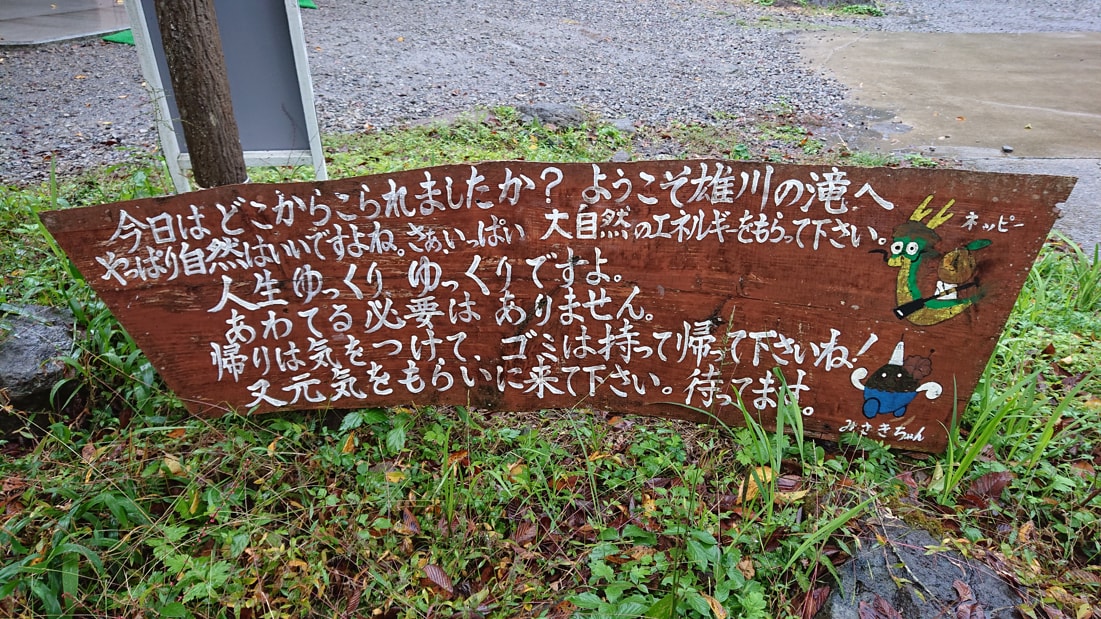 今日はどこからこられましたか？ ようこそ雄川の滝へ
やっぱり自然はいいですよね。さぁいっぱい 大自然のエネルギーをもらって下さい。
人生ゆっくり ゆっくりですよ。
あわてる必要は ありません。
帰りは気をつけて、ゴミは持って帰って下さいね!
又元気をもらいに来て下さい。待ってます。
ネッピー
みさきちゃん